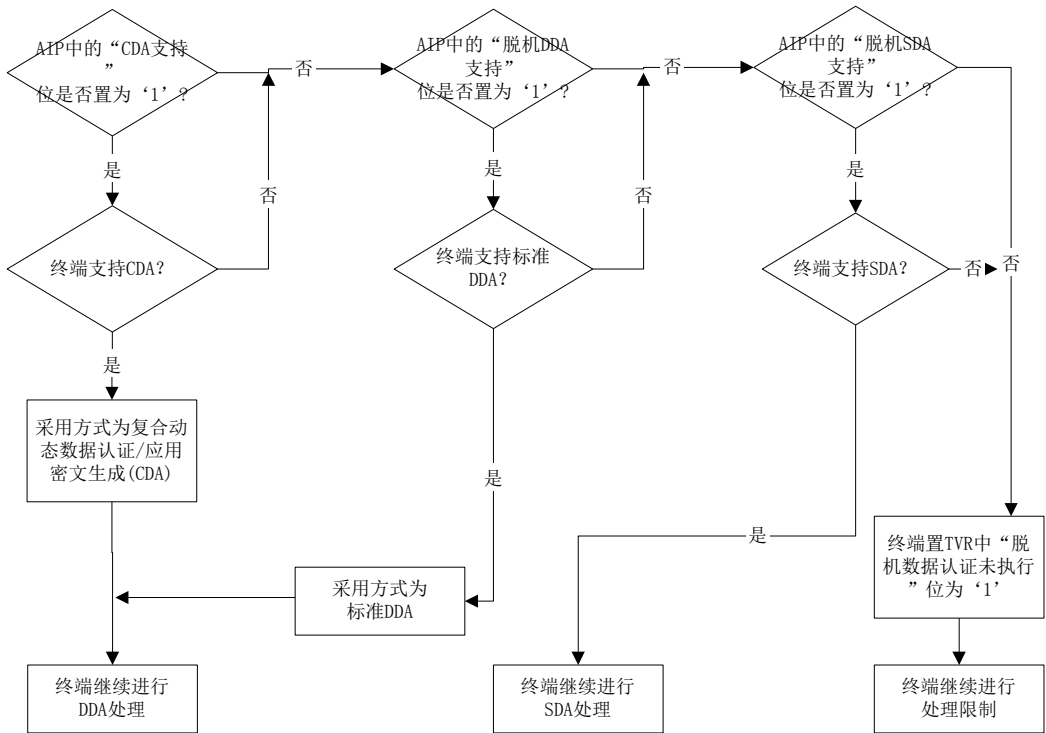 AIP中的“CDA支持
”
位是否置为‘1’?
否
AIP中的“脱机DDA
支持”
位是否置为‘1’?
否
AIP中的“脱机SDA
支持”
位是否置为‘1’?
是
否
是
否
是
否
终端支持CDA?
终端支持标准
DDA?
终端支持SDA?
否
是
采用方式为复合动
态数据认证/应用
密文生成(CDA)
是
是
终端置TVR中“脱
机数据认证未执行
”位为‘1’
采用方式为
标准DDA
终端继续进行
DDA处理
终端继续进行
SDA处理
终端继续进行
处理限制